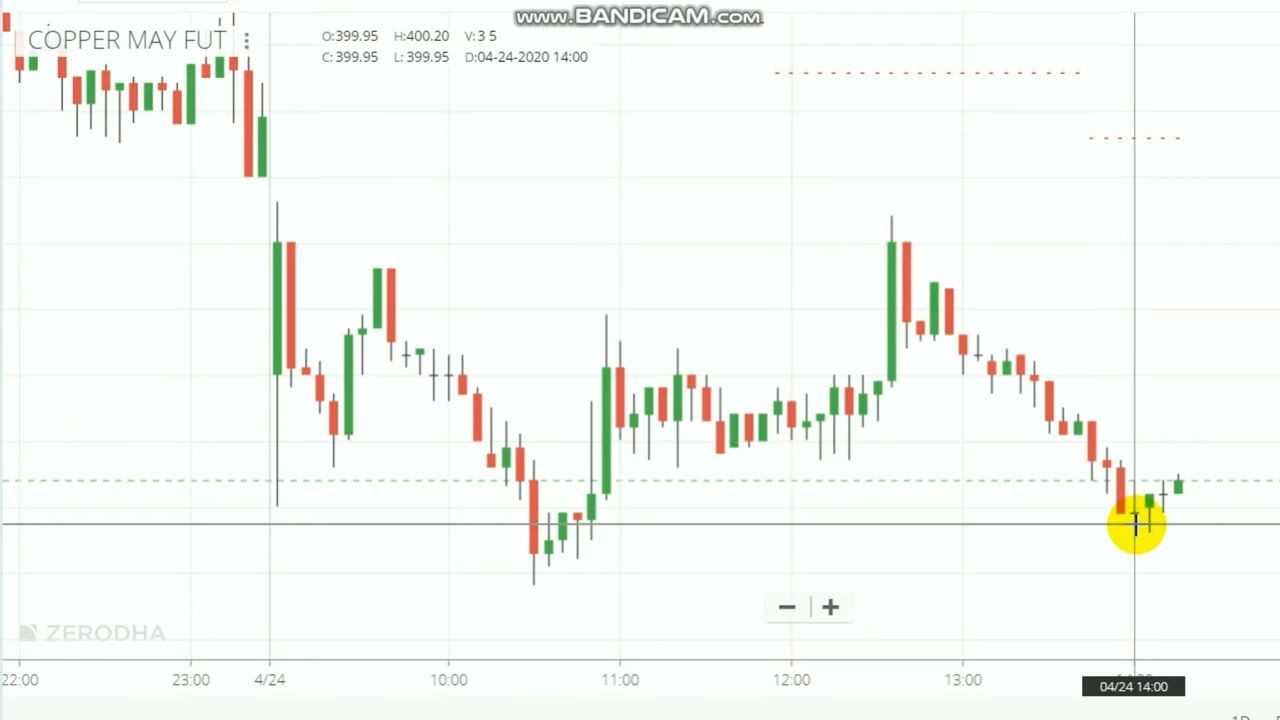 www.BANDICAM.com
COPPER MAY FUT
O:399.95 H:400.20 V:3 5
C:399.95 L:399.95 D:04-24-2020 14:00
ZERODHA
22:00 23:00 4/24 10:00 11:00 12:00 13:00
04/24 14:00